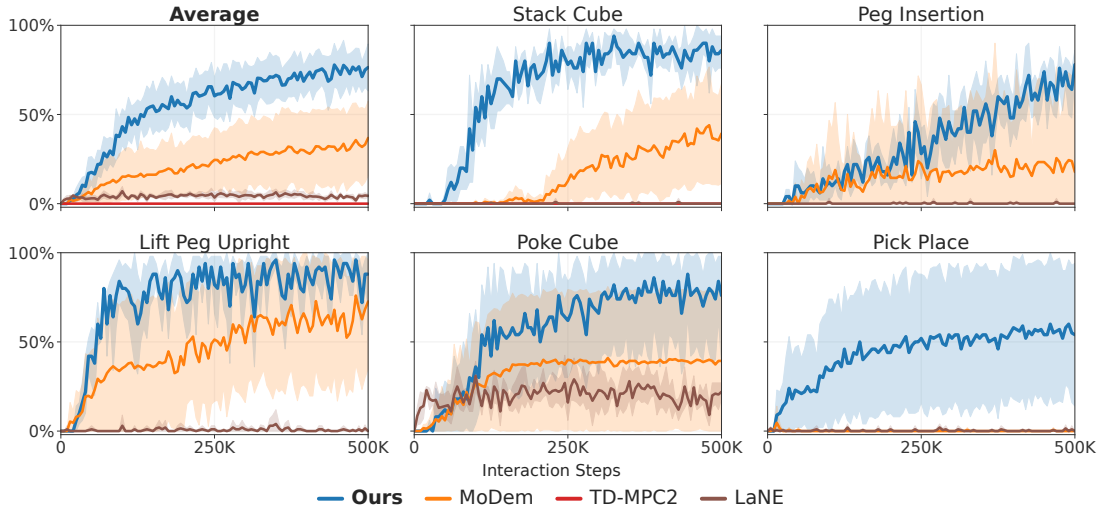 Average
Stack Cube
Peg Insertion
100%
50%
0%
Lift Peg Upright
Poke Cube
Pick Place
100%
50%
0%
0 250K 500K
0 250K 500K
0 250K 500K
Interaction Steps
Ours MoDem TD-MPC2 LaNE